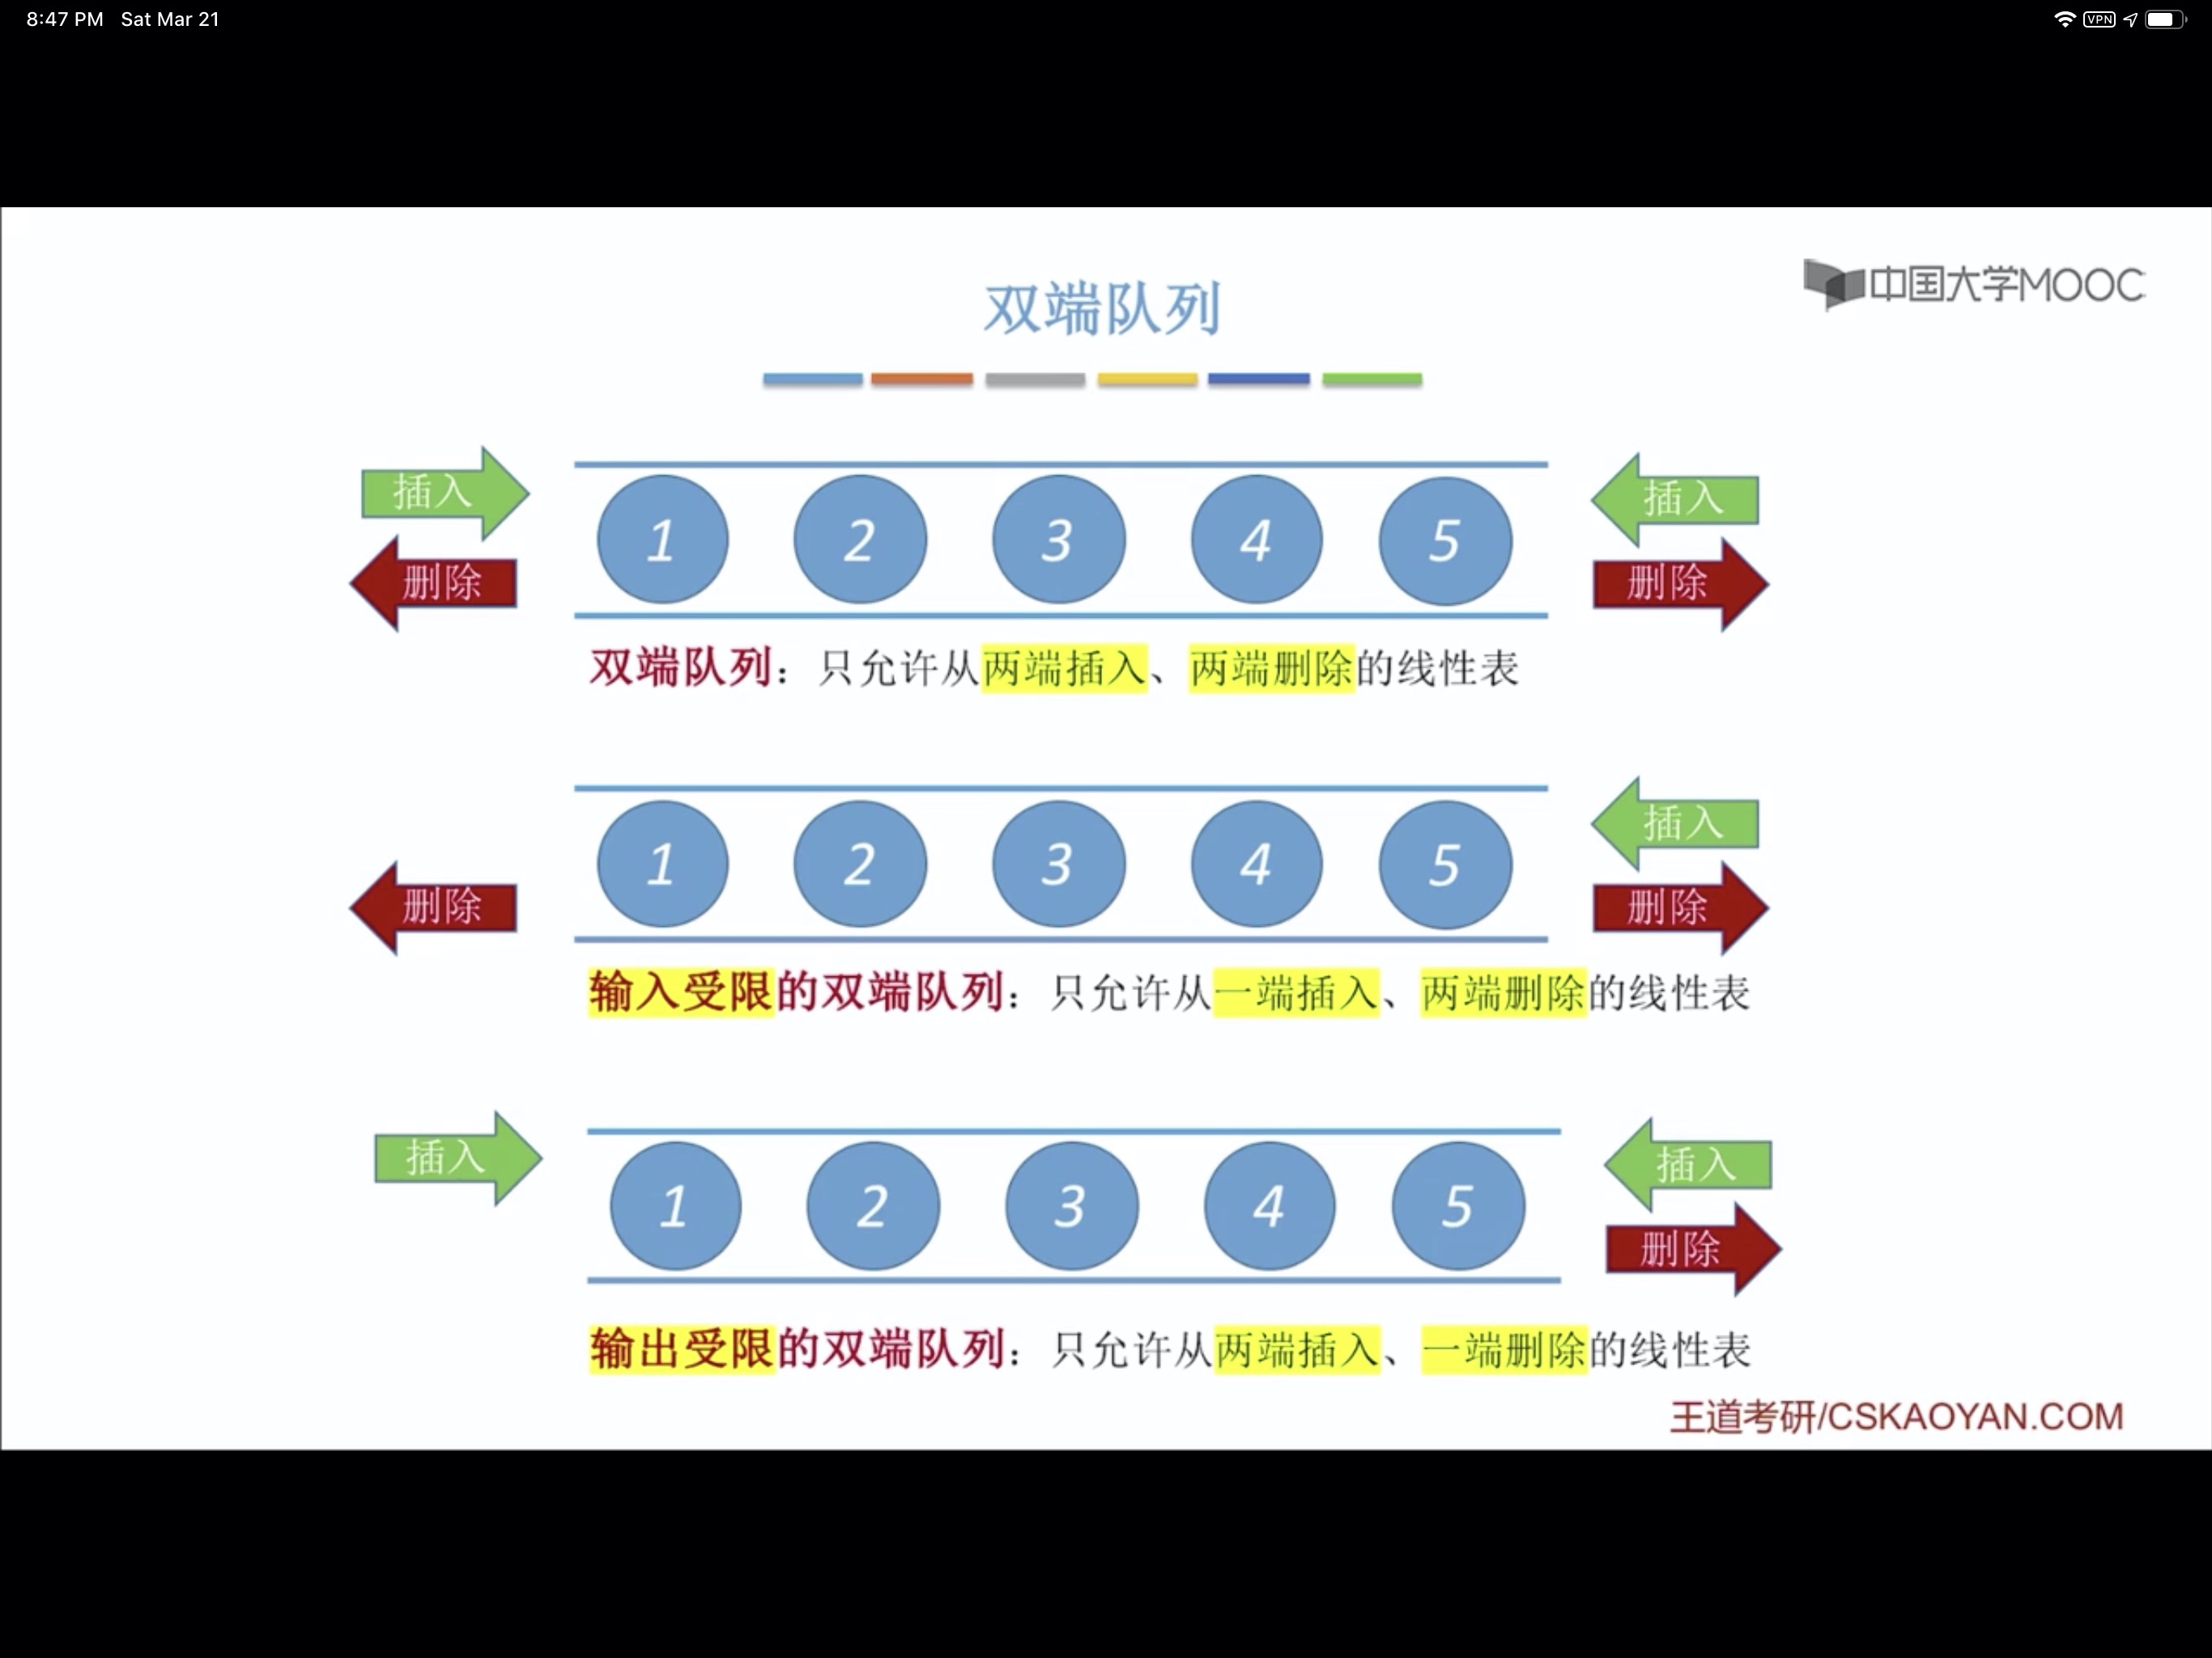 8:47 PM Sat Mar 21
VPN
中国大学MOOC
双端队列
插入 1 2 3 4 5 插入
删除 删除
双端队列：只允许从两端插入、两端删除的线性表
1 2 3 4 5 插入
删除 删除
输入受限的双端队列：只允许从一端插入、两端删除的线性表
插入 1 2 3 4 5 插入
删除
输出受限的双端队列：只允许从两端插入、一端删除的线性表
王道考研/CSKAOYAN.COM